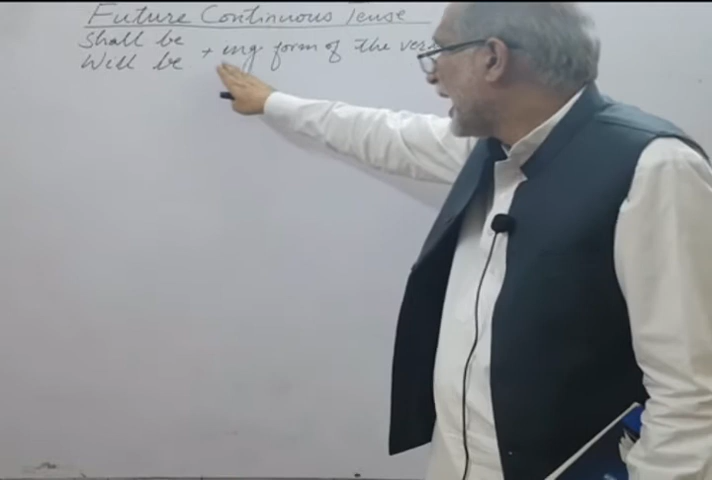 Future Continuous Tense
Shall be
Will be + ing form of the